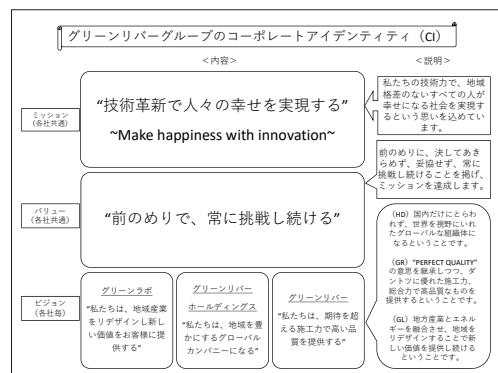 グリーンリバーグループのコーポレートアイデンティティ（CI）
＜内容＞
＜説明＞
ミッション
（各社共通）
“技術革新で人々の幸せを実現する”
~Make happiness with innovation~
私たちの技術力で、地域
格差のないすべての人が
幸せになる社会を実現す
るという思いを込めてい
ます。
バリュー
（各社共通）
“前のめりで、常に挑戦し続ける”
前のめりに、決してあき
らめず、妥協せず、常に
挑戦し続けることを掲げ、
ミッションを達成します。
ビジョン
（各社毎）
グリーンラボ
“私たちは、地域産業
をリデザインし新し
い価値をお客様に提
供する”
グリーンリバー
ホールディングス
“私たちは、地域を豊
かにするグローバル
カンパニーになる”
グリーンリバー
“私たちは、期待を超
える施工力で高い品
質を提供する”
（HD）国内だけにとらわ
れず、世界を視野にいれ
たグローバルな組織体に
なるということです。
（GR）“PERFECT QUALITY”
の意思を継承しつつ、ダ
ントツに優れた施工力、
総合力で高品質なものを
提供するということです。
（GL）地方産業とエネル
ギーを融合させ、地域を
リデザインすることで新
しい価値を提供し続ける
ということです。